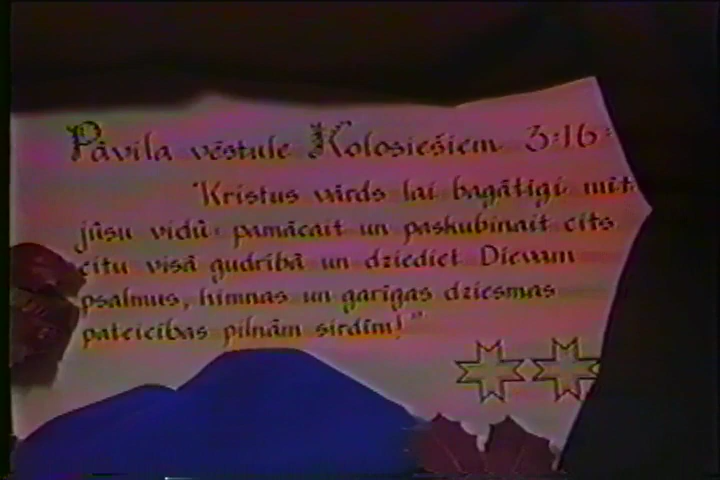 Pāvila vēstule Kolosiešiem 3:16:
"Kristus vārds lai bagātīgi mīt
jūsu vidū: pamācait un paskubinait cits
citu visā gudrībā un dziediet Dievam
psalmus, himnas un garīgas dziesmas
pateicības pilnām sirdīm!"